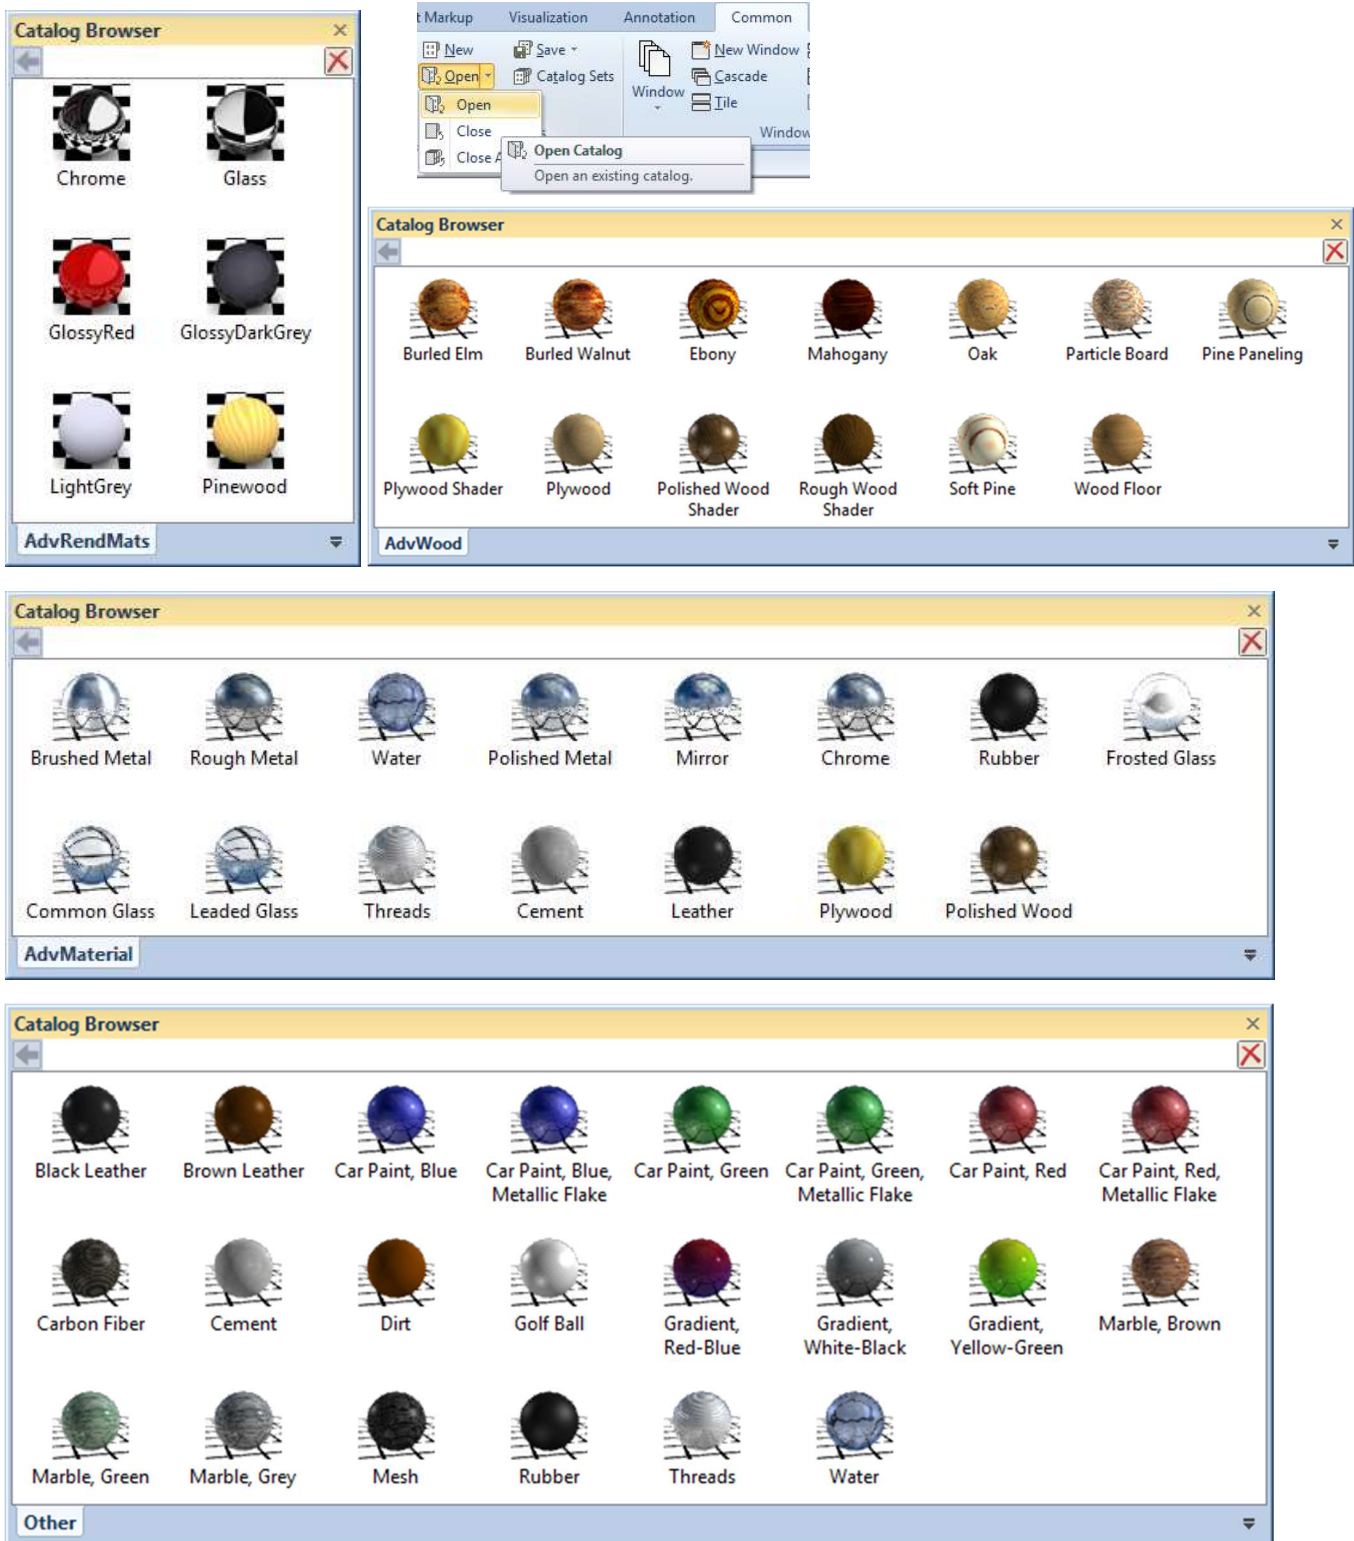 Catalog Browser
Chrome
Glass
GlossyRed
GlossyDarkGrey
LightGrey
Pinewood
AdvRendMats
t Markup
Visualization
Annotation
Common
New
Save
New Window
Open
Catalog Sets
Window
Cascade
Tile
Open
Close
s
Window
Close A
Open Catalog
Open an existing catalog.
Catalog Browser
Burled Elm
Burled Walnut
Ebony
Mahogany
Oak
Particle Board
Pine Paneling
Plywood Shader
Plywood
Polished Wood
Shader
Rough Wood
Shader
Soft Pine
Wood Floor
AdvWood
Catalog Browser
Brushed Metal
Rough Metal
Water
Polished Metal
Mirror
Chrome
Rubber
Frosted Glass
Common Glass
Leaded Glass
Threads
Cement
Leather
Plywood
Polished Wood
AdvMaterial
Catalog Browser
Black Leather
Brown Leather
Car Paint, Blue
Car Paint, Blue,
Metallic Flake
Car Paint, Green
Car Paint, Green,
Metallic Flake
Car Paint, Red
Car Paint, Red,
Metallic Flake
Carbon Fiber
Cement
Dirt
Golf Ball
Gradient,
Red-Blue
Gradient,
White-Black
Gradient,
Yellow-Green
Marble, Brown
Marble, Green
Marble, Grey
Mesh
Rubber
Threads
Water
Other